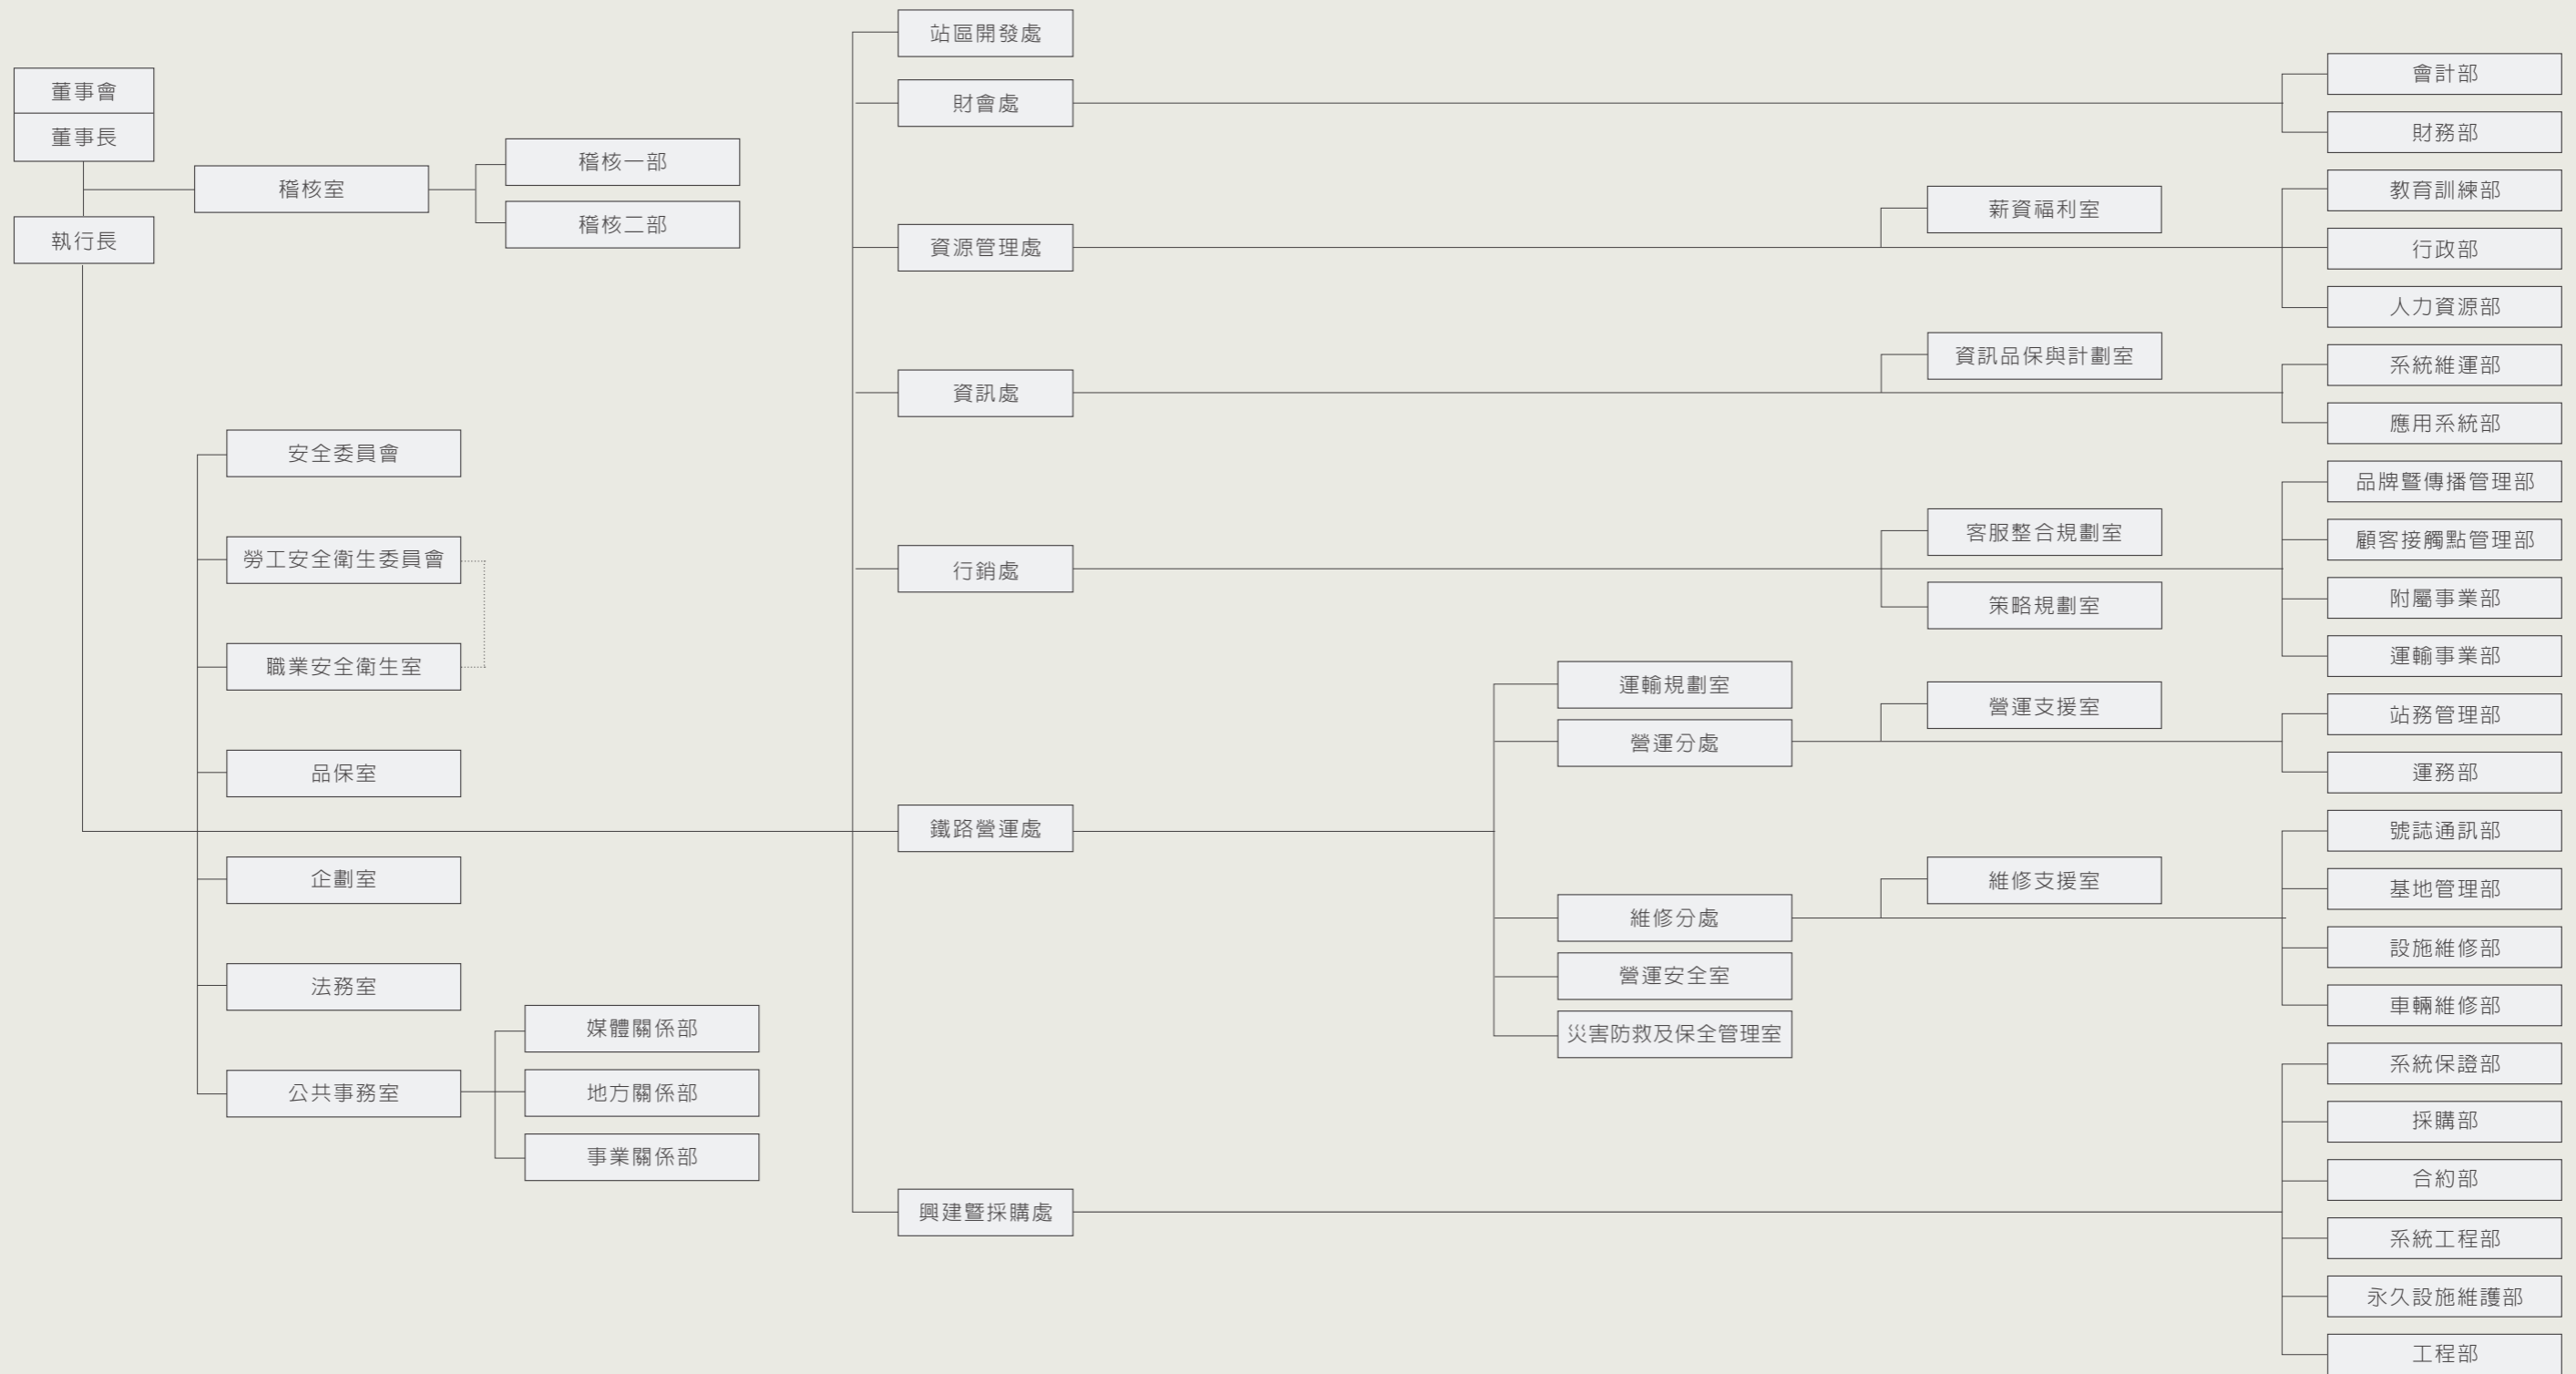 董事會
董事長
執行長
稽核室
稽核一部
稽核二部
安全委員會
勞工安全衛生委員會
職業安全衛生室
品保室
企劃室
法務室
公共事務室
媒體關係部
地方關係部
事業關係部
站區開發處
財會處
會計部
財務部
資源管理處
薪資福利室
教育訓練部
行政部
人力資源部
資訊處
資訊品保與計劃室
系統維運部
應用系統部
行銷處
客服整合規劃室
策略規劃室
品牌暨傳播管理部
顧客接觸點管理部
附屬事業部
運輸事業部
鐵路營運處
運輸規劃室
營運分處
營運支援室
站務管理部
運務部
維修分處
維修支援室
號誌通訊部
基地管理部
設施維修部
車輛維修部
營運安全室
災害防救及保全管理室
興建暨採購處
系統保證部
採購部
合約部
系統工程部
永久設施維護部
工程部